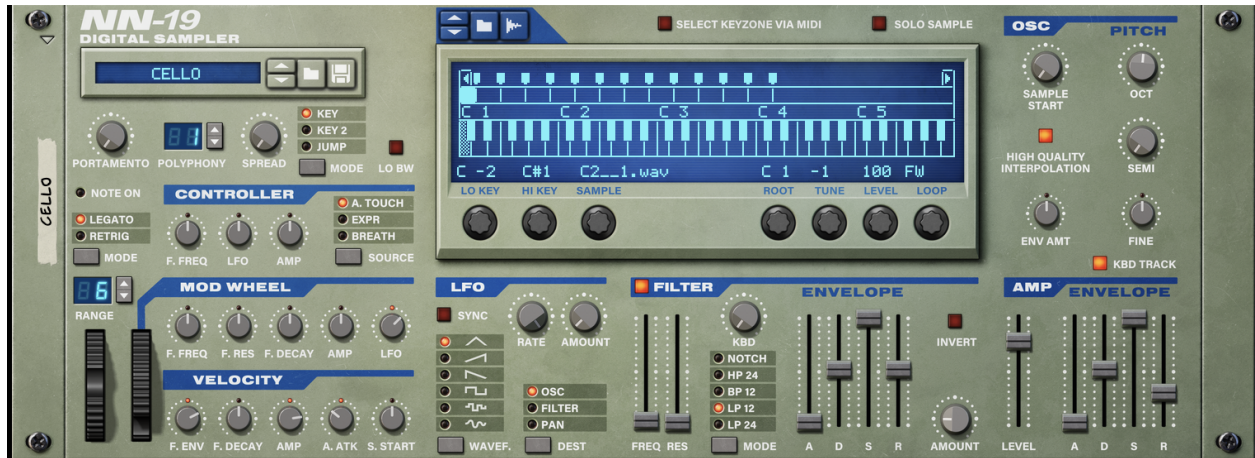 NN-19
DIGITAL SAMPLER
CELLO
CELLO
SELECT KEYZONE VIA MIDI
SOLO SAMPLE
C 1 C 2 C 3 C 4 C 5
C -2 C#1 C2__1.wav C 1 -1 100 FW
LO KEY HI KEY SAMPLE ROOT TUNE LEVEL LOOP
OSC PITCH
SAMPLE START
OCT
HIGH QUALITY INTERPOLATION
SEMI
ENV AMT
FINE
KBD TRACK
PORTAMENTO
1
POLYPHONY
SPREAD
KEY
KEY 2
JUMP
MODE
LO BW
NOTE ON
LEGATO
RETRIG
MODE
CONTROLLER
F. FREQ LFO AMP
A. TOUCH
EXPR
BREATH
SOURCE
6
RANGE
MOD WHEEL
F. FREQ F. RES F. DECAY AMP LFO
VELOCITY
F. ENV F. DECAY AMP A. ATK S. START
LFO
SYNC
RATE AMOUNT
OSC
FILTER
PAN
WAVEF. DEST
FILTER ENVELOPE
KBD
NOTCH
HP 24
BP 12
LP 12
LP 24
FREQ RES MODE A D S R
INVERT
AMOUNT
AMP ENVELOPE
LEVEL A D S R